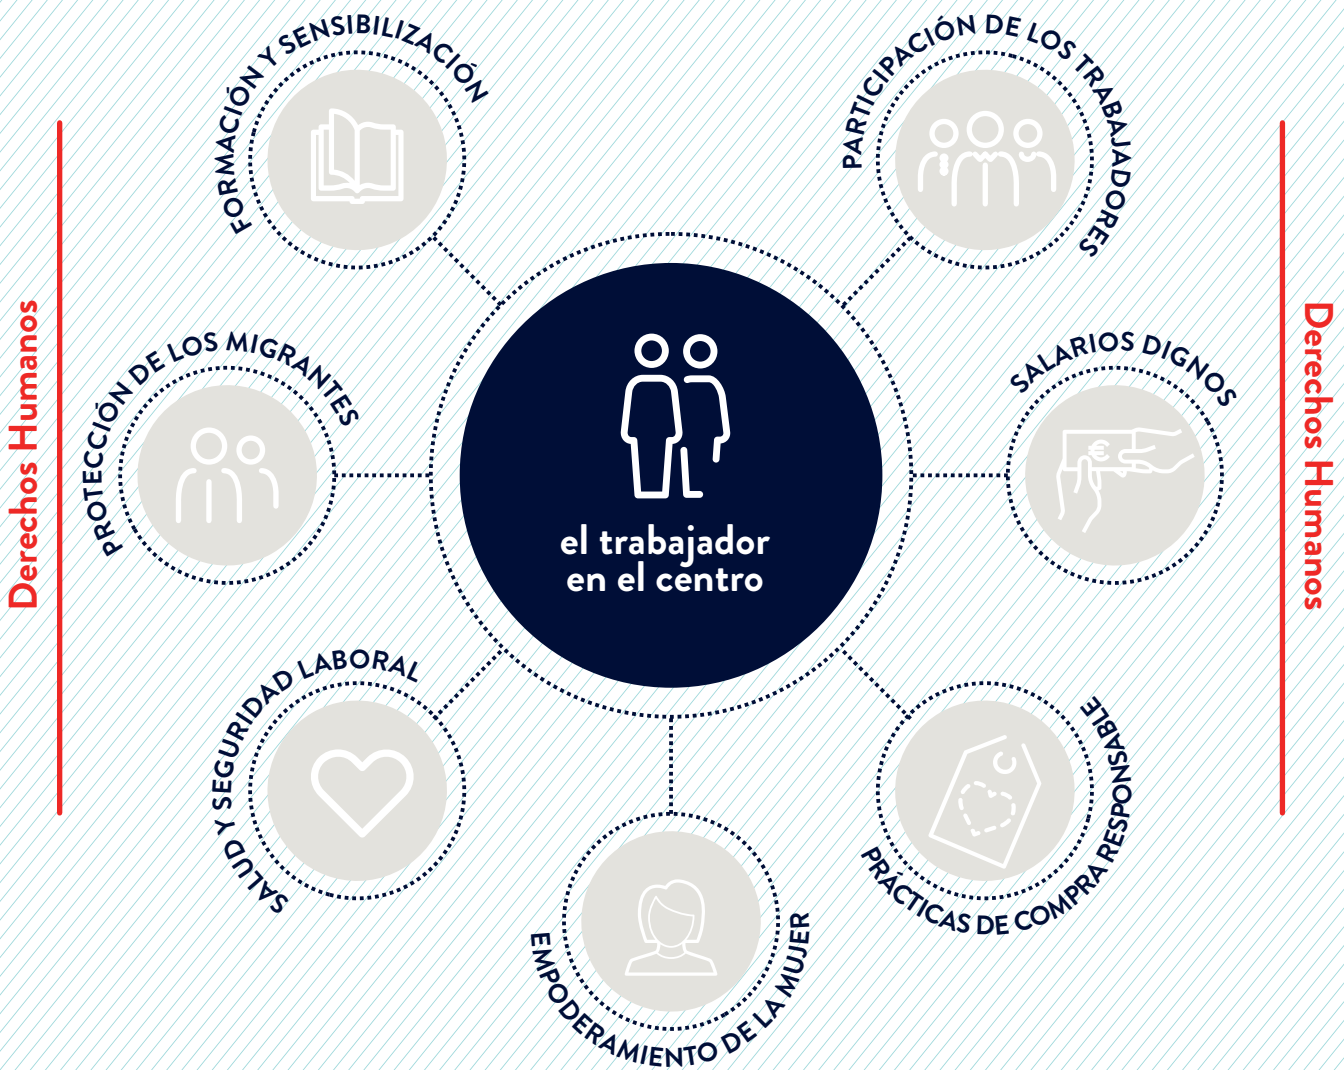 FORMACIÓN Y SENSIBILIZACIÓN
PARTICIPACIÓN DE LOS TRABAJADORES
Derechos Humanos
PROTECCIÓN DE LOS MIGRANTES
el trabajador
en el centro
SALARIOS DIGNOS
Derechos Humanos
SALUD Y SEGURIDAD LABORAL
EMPODERAMIENTO DE LA MUJER
PRÁCTICAS DE COMPRA RESPONSABLE
€